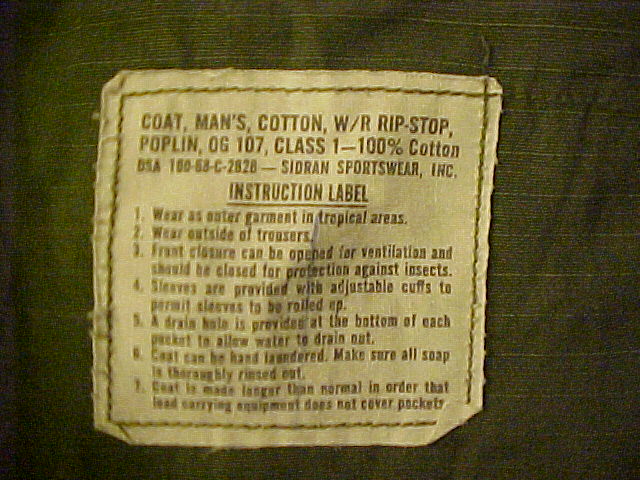 COAT, MAN'S, COTTON, W/R RIP-STOP,
POPLIN, OG 107, CLASS 1—100% Cotton
DSA 100-68-C-2828 — SIDRAN SPORTSWEAR, INC.
INSTRUCTION LABEL
1. Wear as outer garment in tropical areas.
2. Wear outside of trousers.
3. Front closure can be opened for ventilation and
should be closed for protection against insects.
4. Sleeves are provided with adjustable cuffs to
permit sleeves to be rolled up.
5. A drain hole is provided at the bottom of each
pocket to allow water to drain out.
6. Coat can be hand laundered. Make sure all soap
is thoroughly rinsed out.
7. Coat is made longer than normal in order that
load carrying equipment does not cover pockets